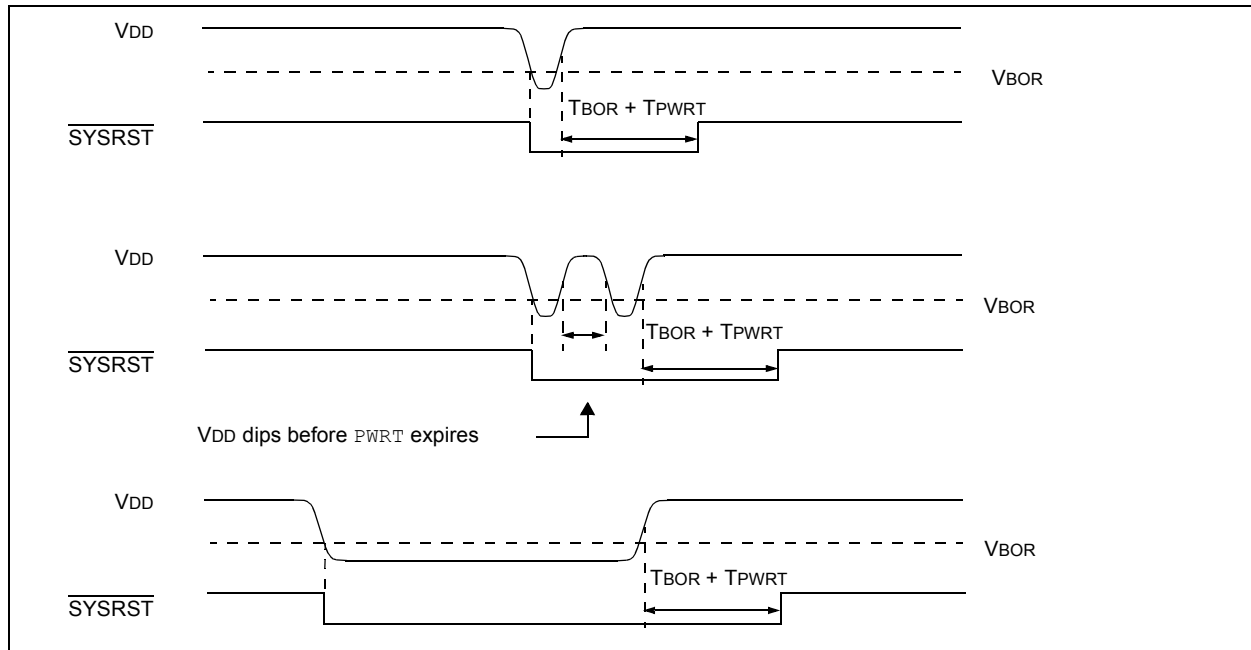 VDD
VBOR
TBOR + TPWRT
SYSRST
VDD
VBOR
TBOR + TPWRT
SYSRST
VDD dips before PWRT expires
VDD
VBOR
TBOR + TPWRT
SYSRST